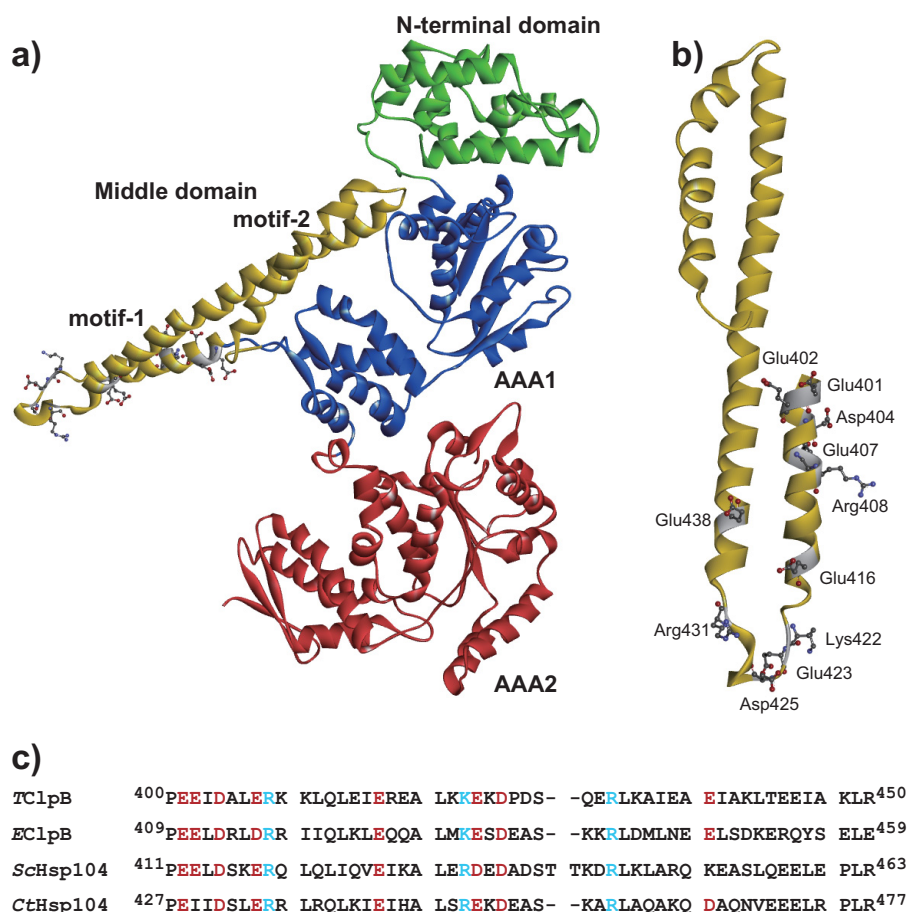 a)
N-terminal domain
Middle domain
motif-2
motif-1
AAA1
AAA2
b)
Glu402
Glu401
Asp404
Glu407
Arg408
Glu438
Glu416
Arg431
Lys422
Glu423
Asp425
c)
TClpB 400PEEIDALERK KLQLEIEREA LKKEKDPDS- -QERLKAIEA EIAKLTEEIA KLR450
EClpB 409PEELDRLDRR IIQLKLEQQA LMKESDEAS- -KKRLDMLNE ELSDKERQYS ELE459
ScHsp104 411PEELDSKERQ LQLIQVEIKA LERDEDADSTT KDRLKLARQ KEASLQEELE PLR463
CtHsp104 427PEIIDSLERR LRQLKIEIHA LSREKDEAS- -KARLAQAKQ DAQNVEEELR PLR477